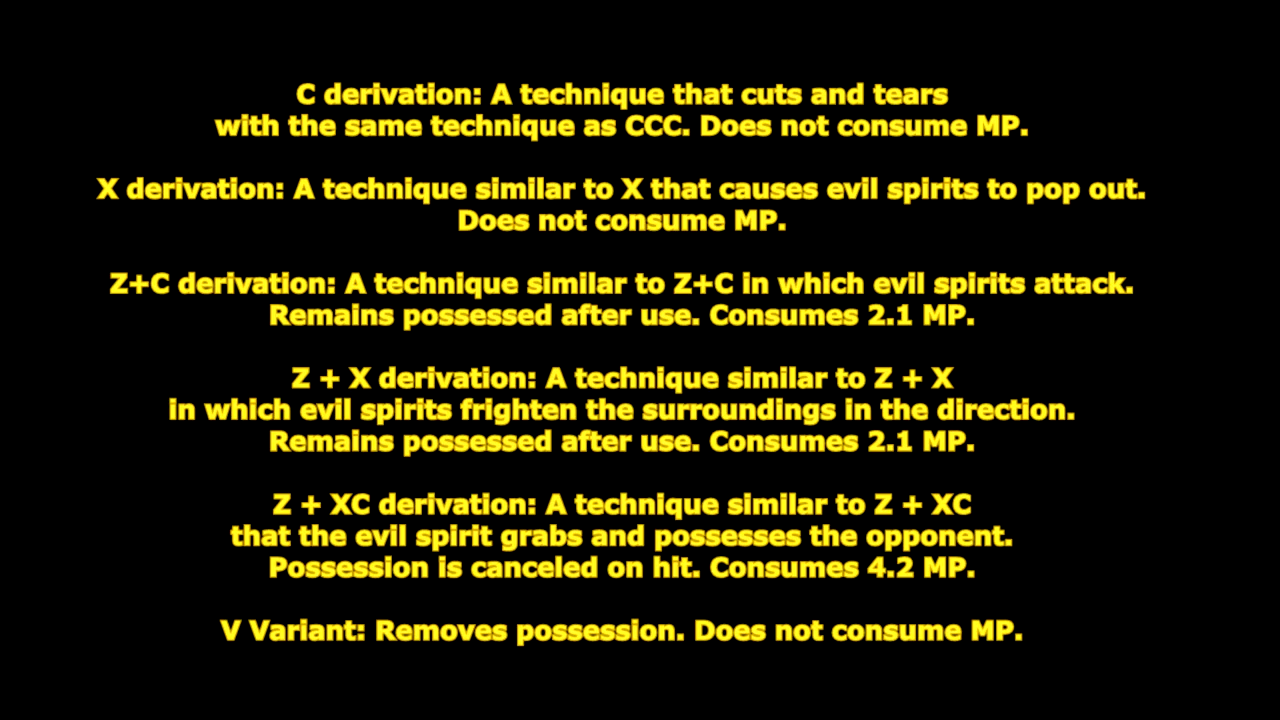 C derivation: A technique that cuts and tears
with the same technique as CCC. Does not consume MP.
X derivation: A technique similar to X that causes evil spirits to pop out.
Does not consume MP.
Z+C derivation: A technique similar to Z+C in which evil spirits attack.
Remains possessed after use. Consumes 2.1 MP.
Z + X derivation: A technique similar to Z + X
in which evil spirits frighten the surroundings in the direction.
Remains possessed after use. Consumes 2.1 MP.
Z + XC derivation: A technique similar to Z + XC
that the evil spirit grabs and possesses the opponent.
Possession is canceled on hit. Consumes 4.2 MP.
V Variant: Removes possession. Does not consume MP.